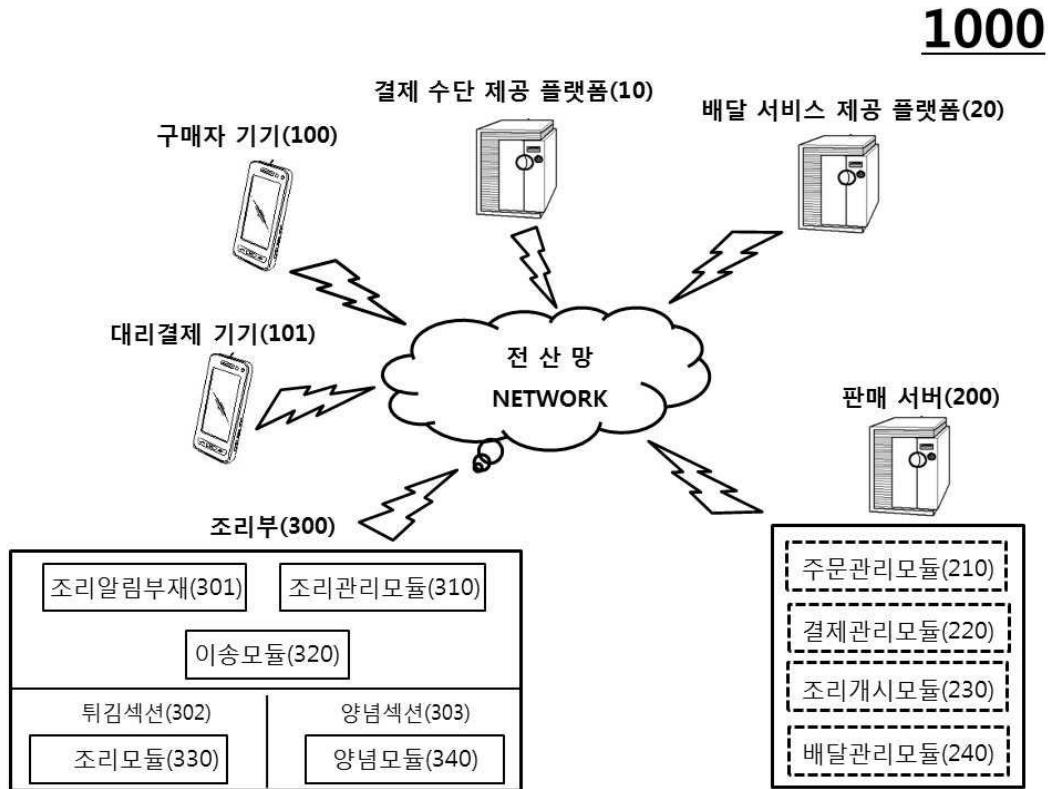 1000
결제 수단 제공 플랫폼(10)
배달 서비스 제공 플랫폼(20)
구매자 기기(100)
대리결제 기기(101)
전 산 망
NETWORK
판매 서버(200)
조리부(300)
조리알림부재(301)
조리관리모듈(310)
이송모듈(320)
튀김섹션(302)
양념섹션(303)
조리모듈(330)
양념모듈(340)
주문관리모듈(210)
결제관리모듈(220)
조리개시모듈(230)
배달관리모듈(240)